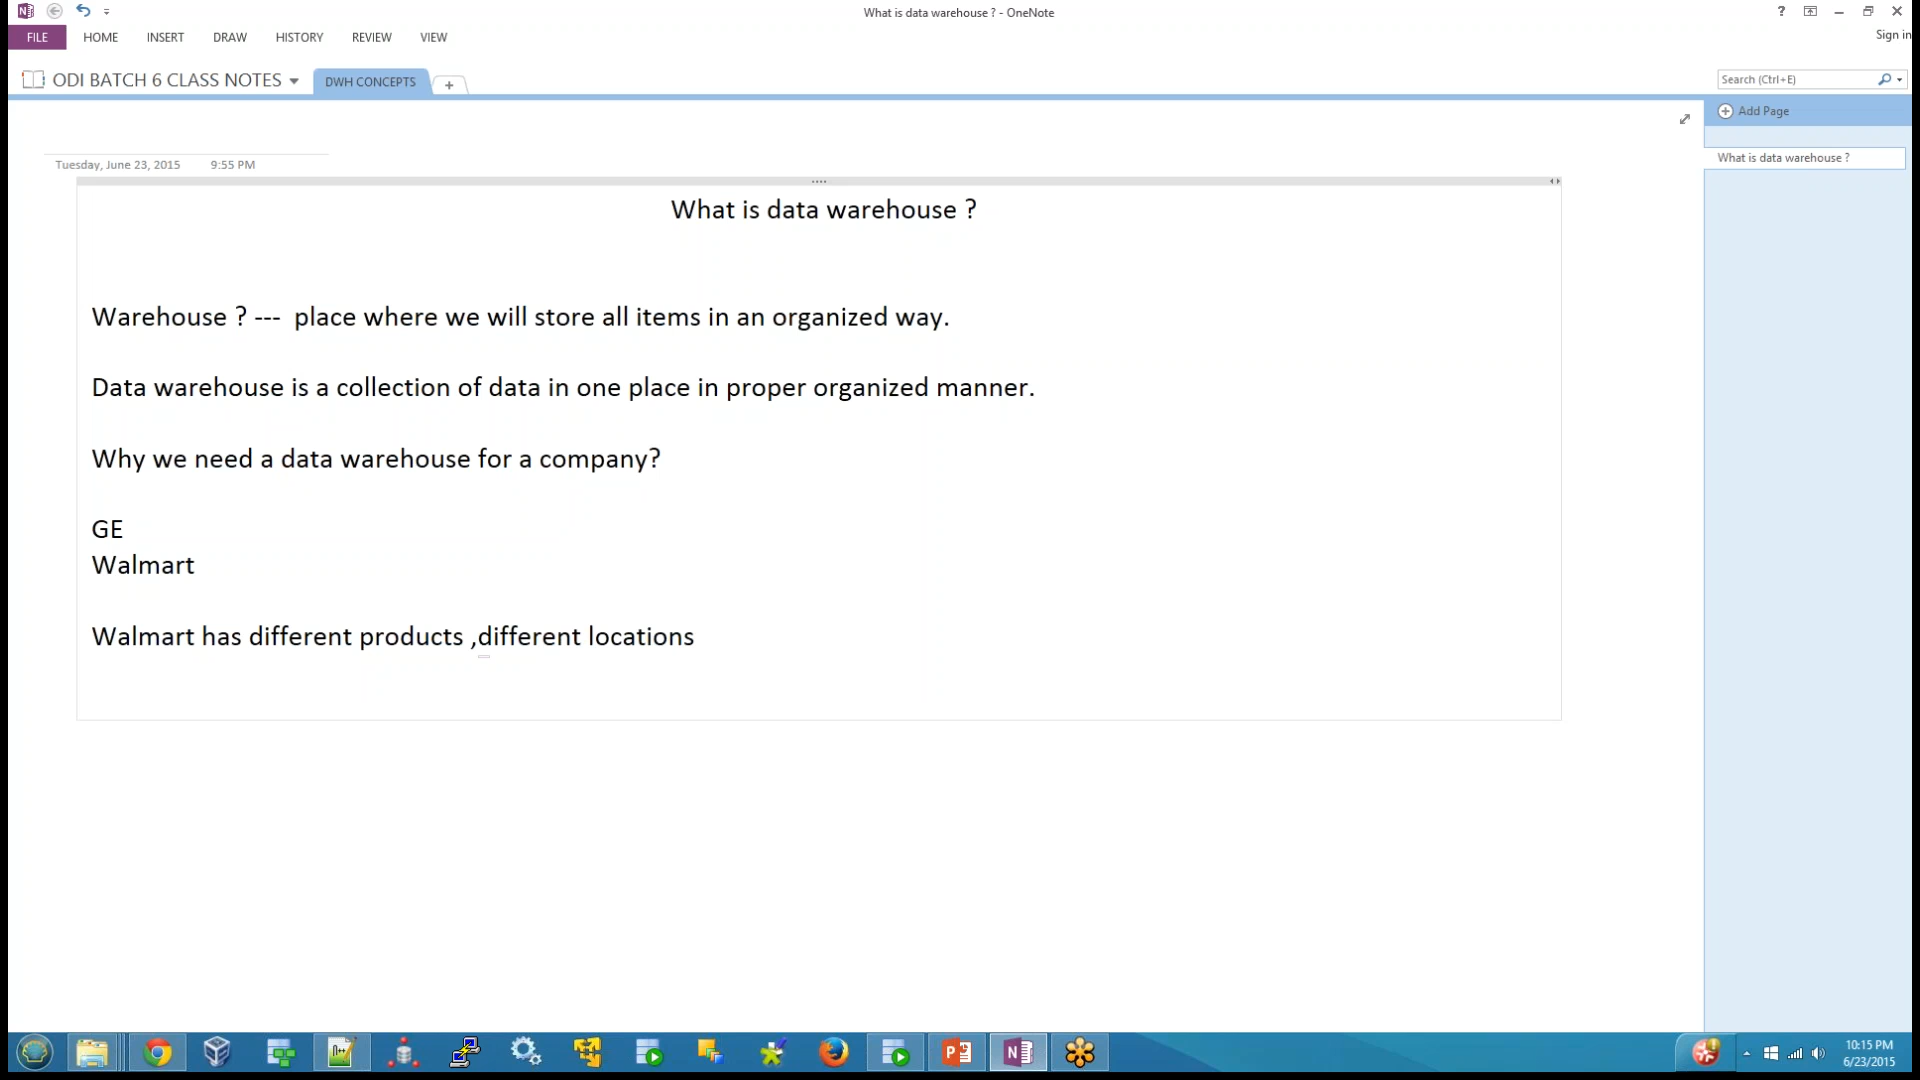 What is data warehouse ? - OneNote
?
FILE HOME INSERT DRAW HISTORY REVIEW VIEW
Sign in
ODI BATCH 6 CLASS NOTES
DWH CONCEPTS
+
Search (Ctrl+E)
Add Page
What is data warehouse ?
Tuesday, June 23, 2015 9:55 PM
What is data warehouse ?
Warehouse ? --- place where we will store all items in an organized way.
Data warehouse is a collection of data in one place in proper organized manner.
Why we need a data warehouse for a company?
GE
Walmart
Walmart has different products ,different locations
10:15 PM
6/23/2015